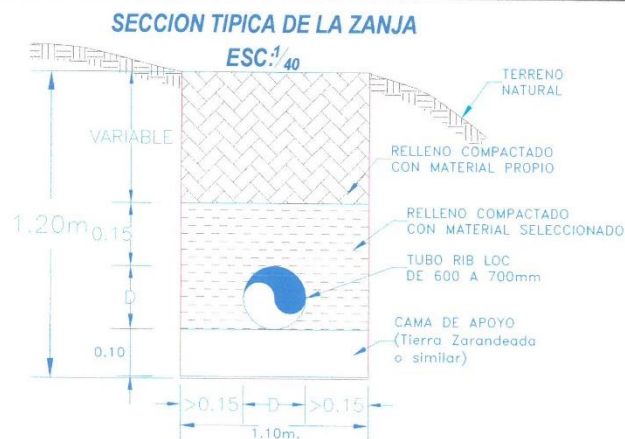 SECCION TIPICA DE LA ZANJA
ESC:1/40
TERRENO
NATURAL
VARIABLE
RELLENO COMPACTADO
CON MATERIAL PROPIO
1.20m
0.15
RELLENO COMPACTADO
CON MATERIAL SELECCIONADO
TUBO RIB LOC
DE 600 A 700mm
D
CAMA DE APOYO
(Tierra Zarandeada
o similar)
0.10
>0.15 D >0.15
1.10m.